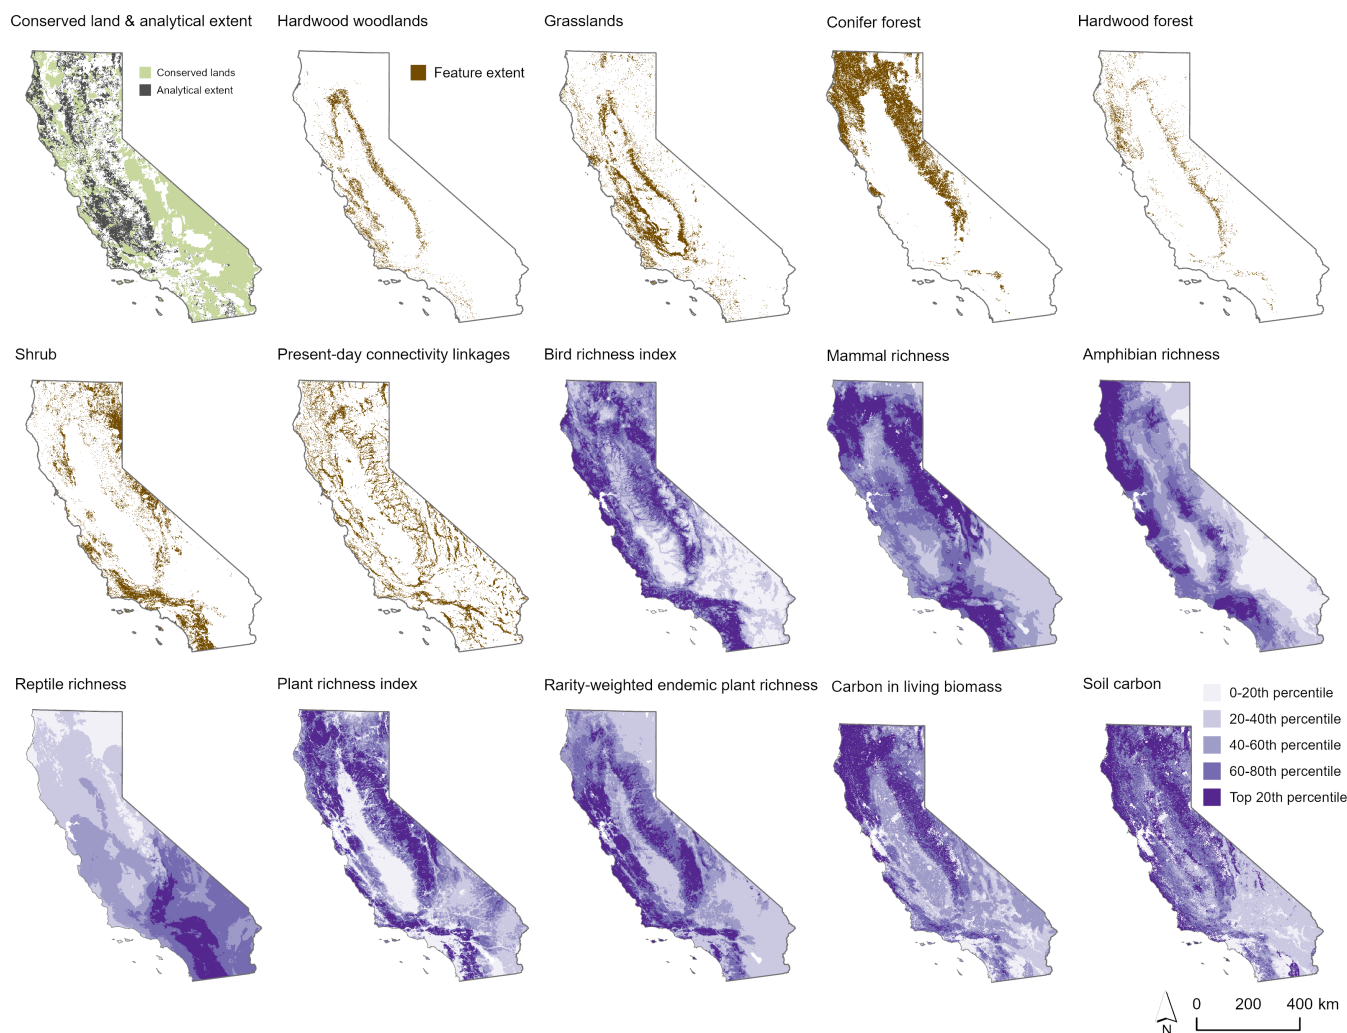 Conserved land & analytical extent
Hardwood woodlands
Grasslands
Conifer forest
Hardwood forest
Conserved lands
Analytical extent
Feature extent
Shrub
Present-day connectivity linkages
Bird richness index
Mammal richness
Amphibian richness
Reptile richness
Plant richness index
Rarity-weighted endemic plant richness
Carbon in living biomass
Soil carbon
0-20th percentile
20-40th percentile
40-60th percentile
60-80th percentile
Top 20th percentile
N
0 200 400 km